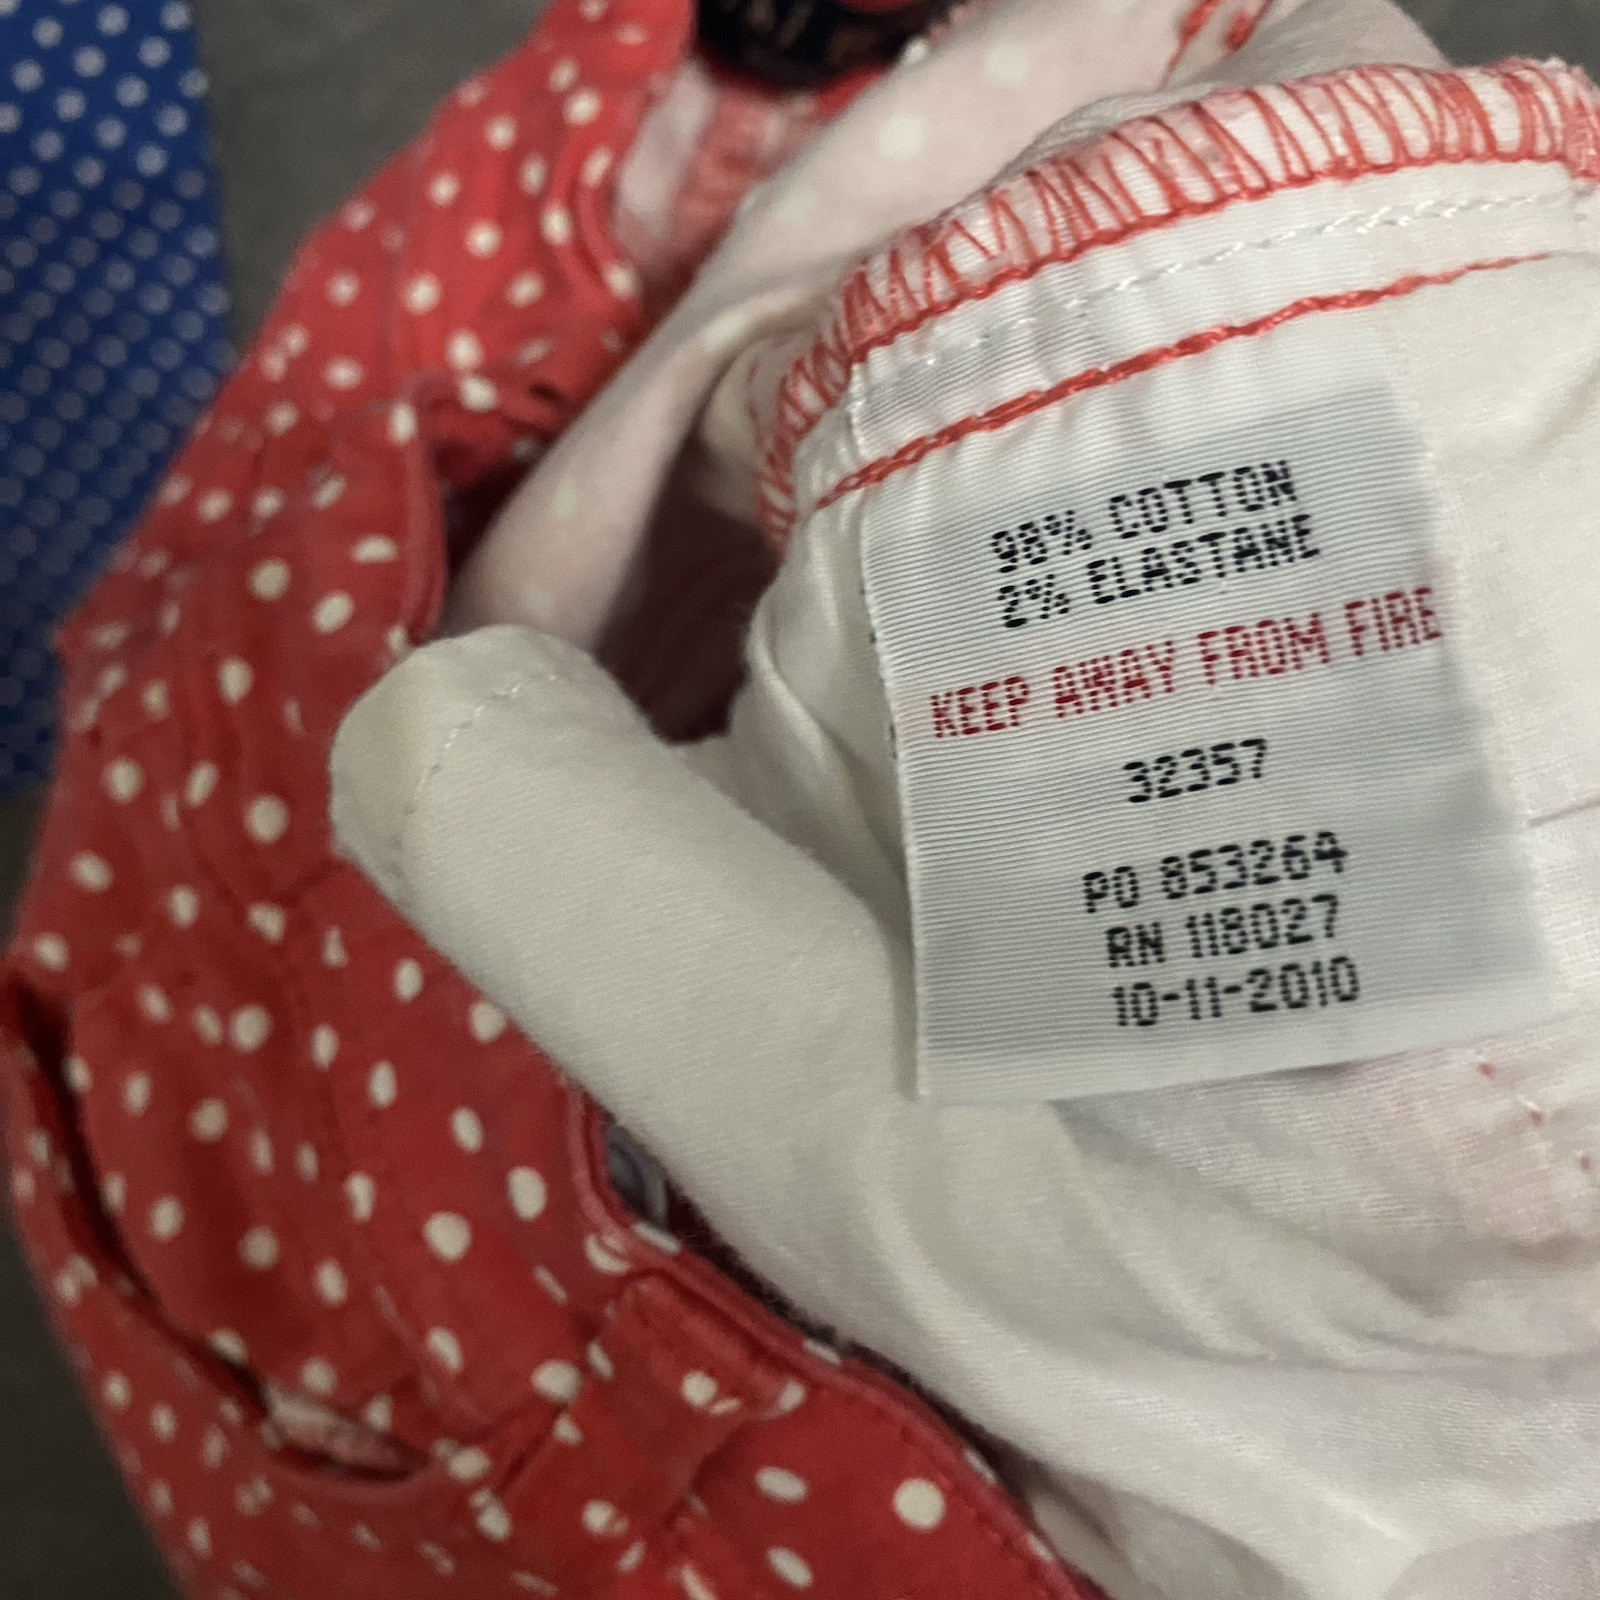 98% COTTON
2% ELASTANE
KEEP AWAY FROM FIRE
32357
PO 853264
RN 118027
10-11-2010